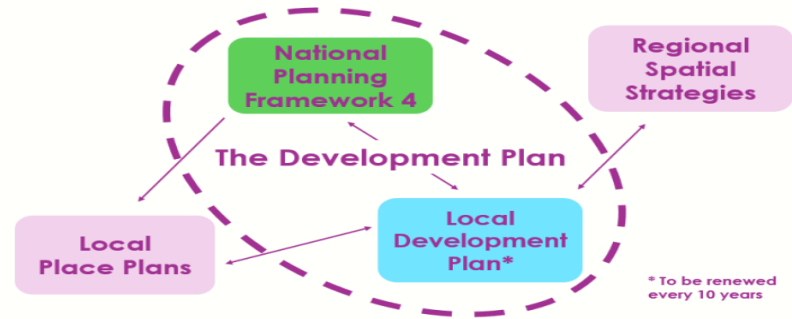 National
Planning
Framework 4
Regional
Spatial
Strategies
The Development Plan
Local
Place Plans
Local
Development
Plan*
* To be renewed
every 10 years